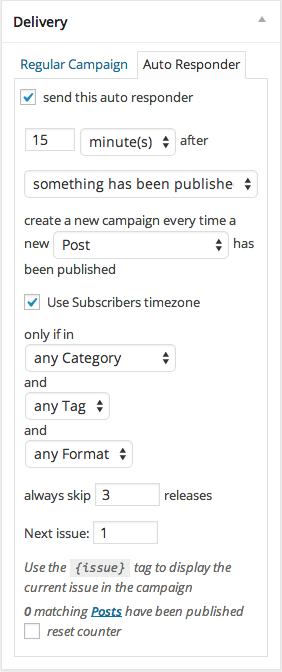 Delivery
Regular Campaign Auto Responder
send this auto responder
15 minute(s) after
something has been publishe
create a new campaign every time a
new Post has
been published
Use Subscribers timezone
only if in
any Category
and
any Tag
and
any Format
always skip 3 releases
Next issue: 1
Use the {issue} tag to display the
current issue in the campaign
0 matching Posts have been published
reset counter